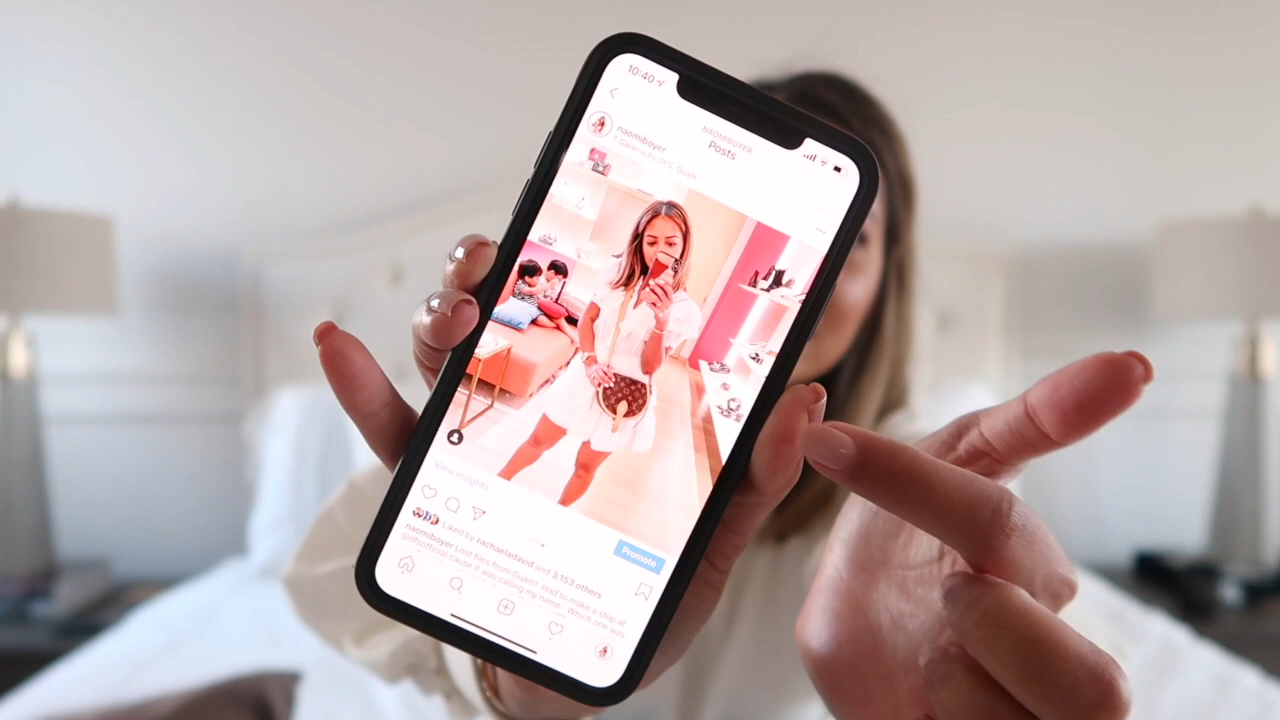 10:40
NAOMIBOYER
Posts
naomiboyer
T Galleria By DFS, Guam
View Insights
Promote
Liked by rachaeladavid and 3,153 others
naomiboyer Lost files from Guam! Had to make a stop at
@dfsofficial cause it was calling my name. Which one was